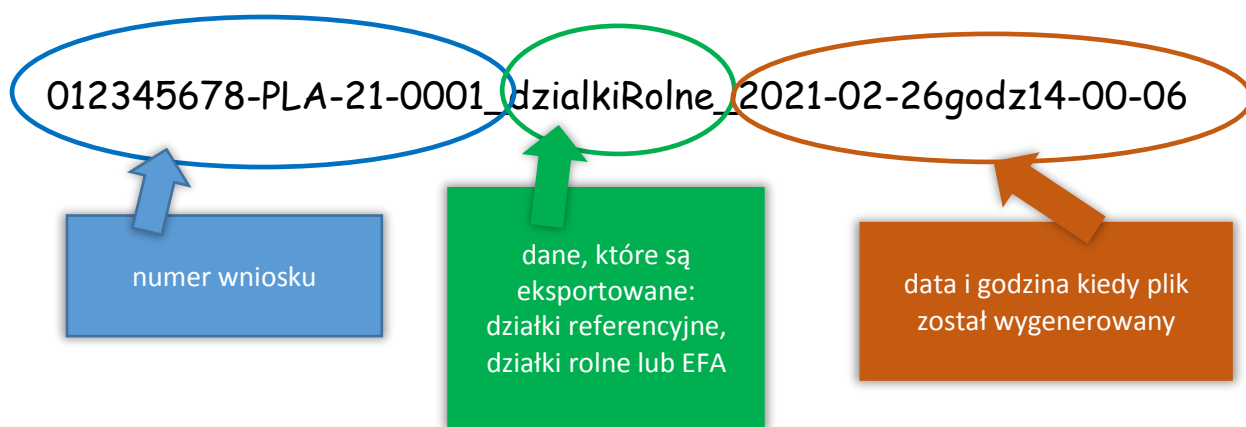 012345678-PLA-21-0001_dzialkiRolne_2021-02-26godz14-00-06
numer wniosku
dane, które są
eksportowane:
działki referencyjne,
działki rolne lub EFA
data i godzina kiedy plik
został wygenerowany